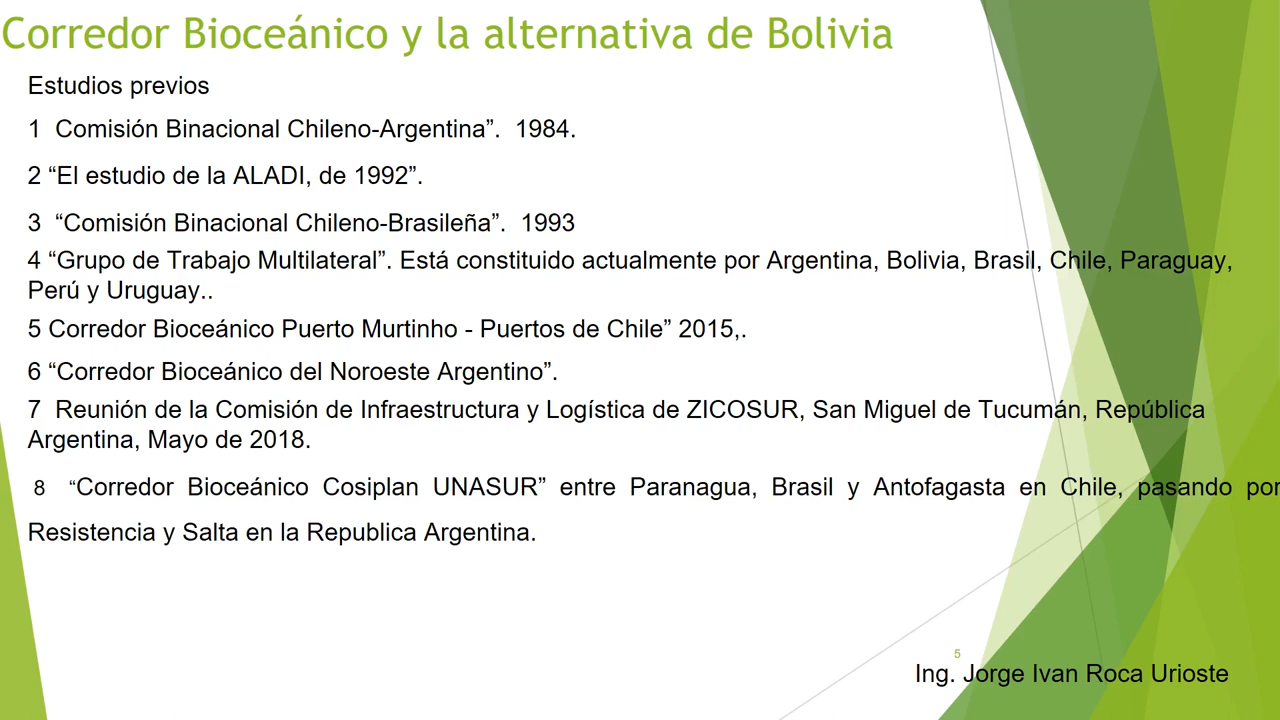 Corredor Bioceánico y la alternativa de Bolivia
Estudios previos
1  Comisión Binacional Chileno-Argentina”.  1984.
2 “El estudio de la ALADI, de 1992”.
3  “Comisión Binacional Chileno-Brasileña”.  1993
4 “Grupo de Trabajo Multilateral”. Está constituido actualmente por Argentina, Bolivia, Brasil, Chile, Paraguay,
Perú y Uruguay..
5 Corredor Bioceánico Puerto Murtinho - Puertos de Chile” 2015,.
6 “Corredor Bioceánico del Noroeste Argentino”.
7  Reunión de la Comisión de Infraestructura y Logística de ZICOSUR, San Miguel de Tucumán, República
Argentina, Mayo de 2018.
8  “Corredor Bioceánico Cosiplan UNASUR” entre Paranagua, Brasil y Antofagasta en Chile, pasando por
Resistencia y Salta en la Republica Argentina.
5
Ing. Jorge Ivan Roca Urioste